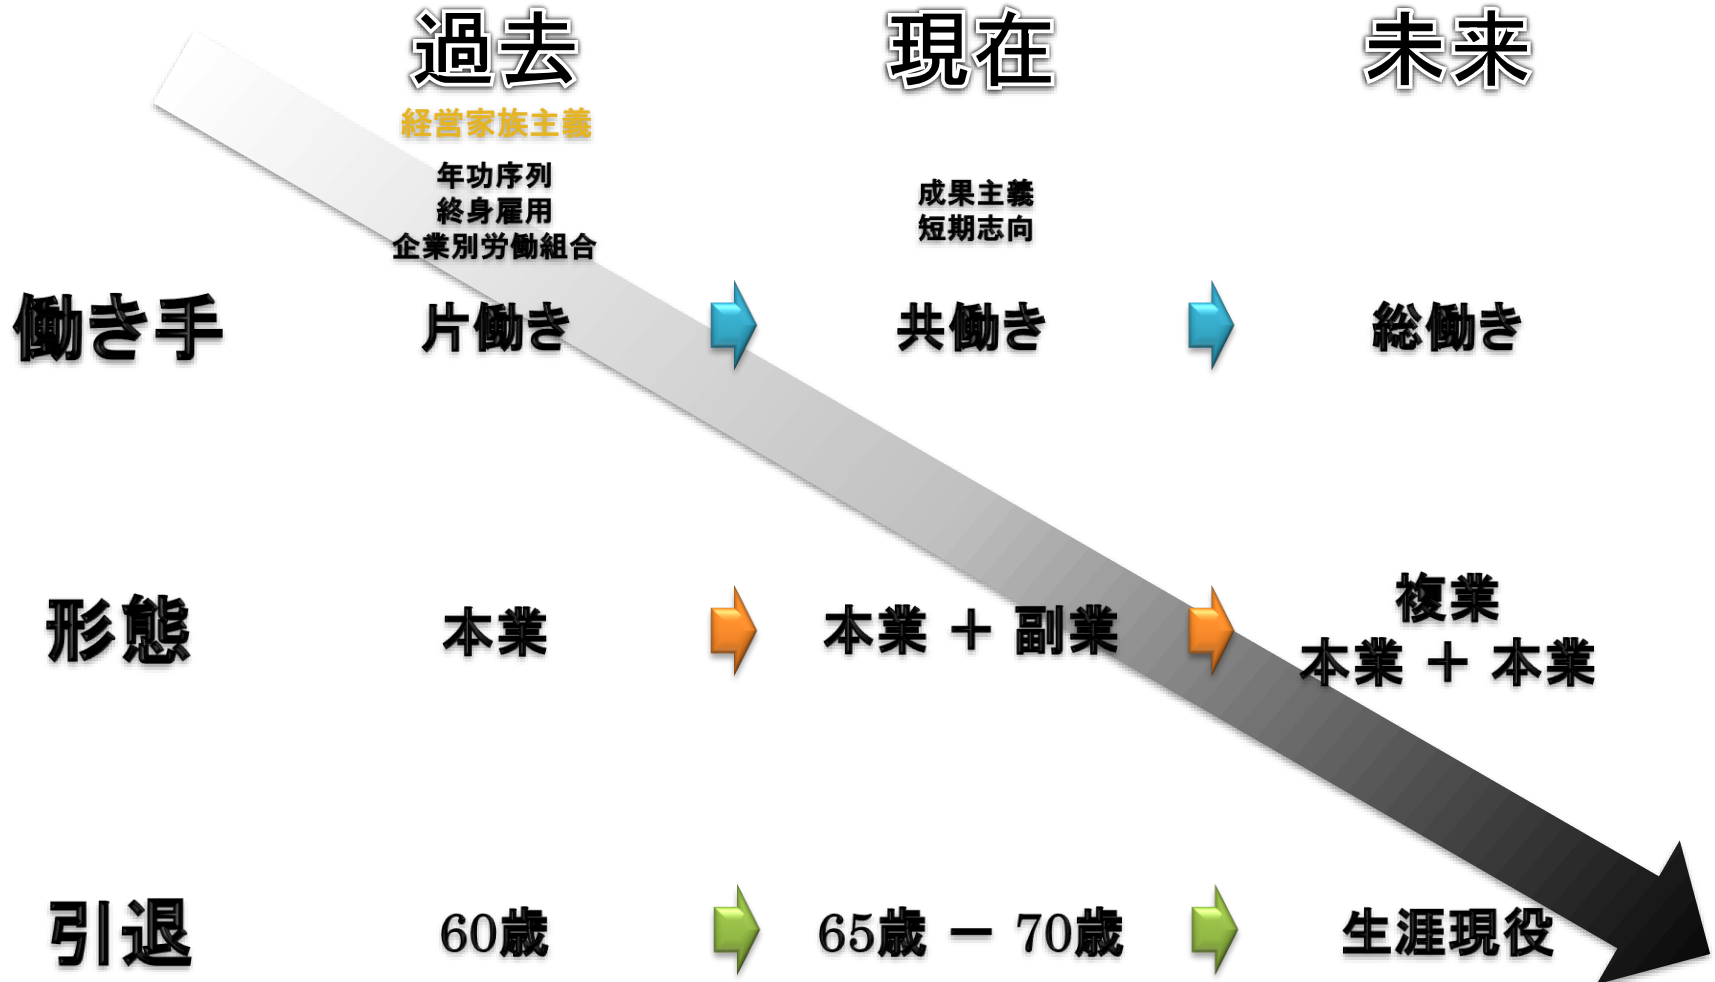 過去
現在
未来
経営家族主義
年功序列
終身雇用
企業別労働組合
成果主義
短期志向
働き手
片働き
共働き
総働き
形態
本業
本業 + 副業
複業
本業 + 本業
引退
60歳
65歳 － 70歳
生涯現役